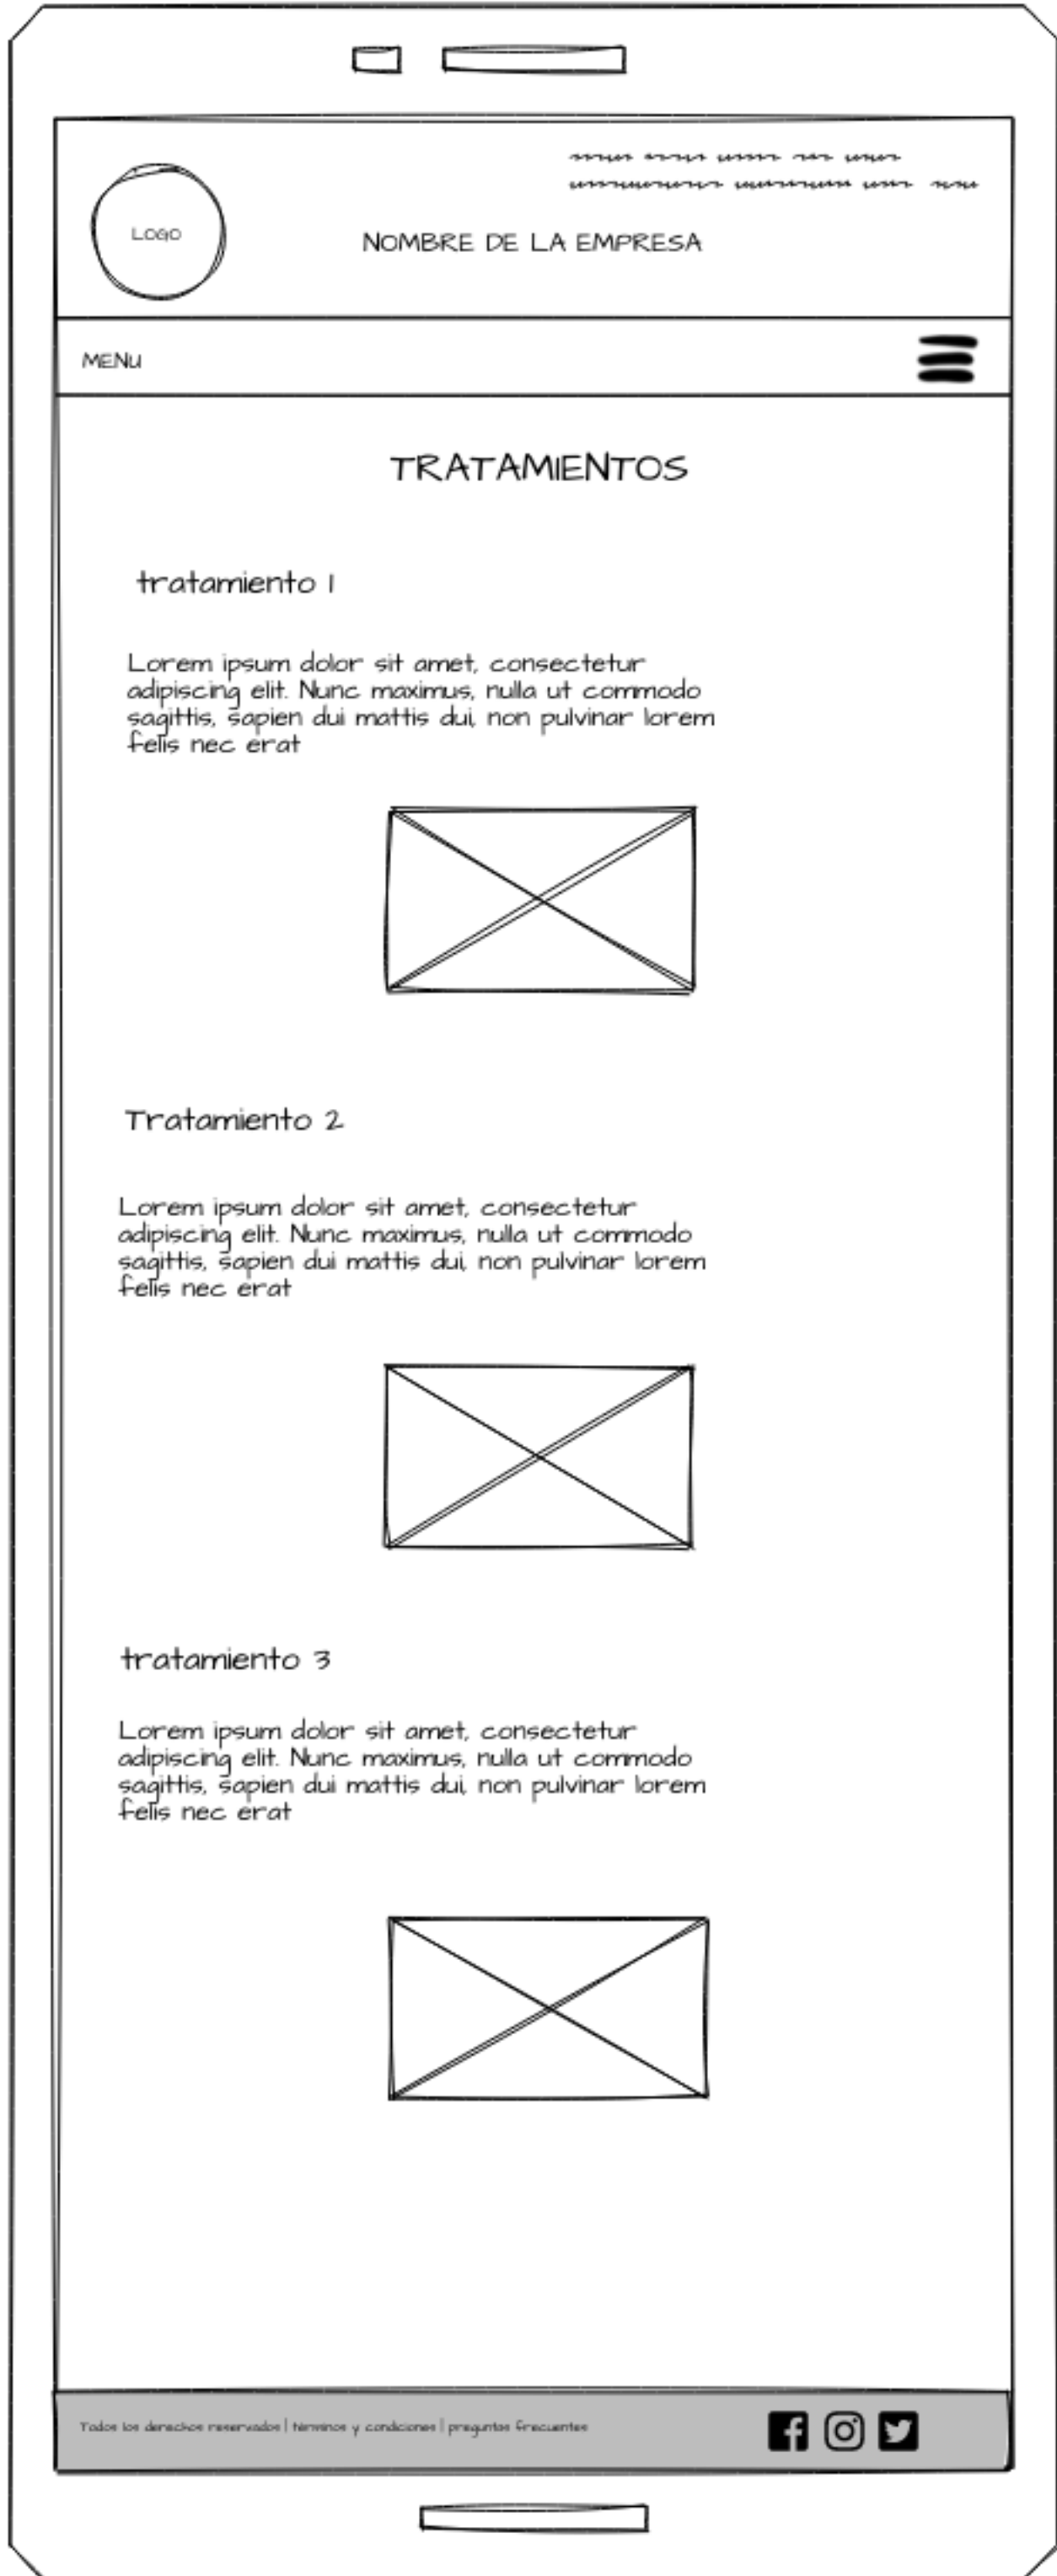 LOGO
NOMBRE DE LA EMPRESA
MENU
TRATAMIENTOS
tratamiento 1
Lorem ipsum dolor sit amet, consectetur
adipiscing elit. Nunc maximus, nulla ut commodo
sagittis, sapien dui mattis dui, non pulvinar lorem
felis nec erat
Tratamiento 2
Lorem ipsum dolor sit amet, consectetur
adipiscing elit. Nunc maximus, nulla ut commodo
sagittis, sapien dui mattis dui, non pulvinar lorem
felis nec erat
tratamiento 3
Lorem ipsum dolor sit amet, consectetur
adipiscing elit. Nunc maximus, nulla ut commodo
sagittis, sapien dui mattis dui, non pulvinar lorem
felis nec erat
Todos los derechos reservados | términos y condiciones | preguntas frecuentes